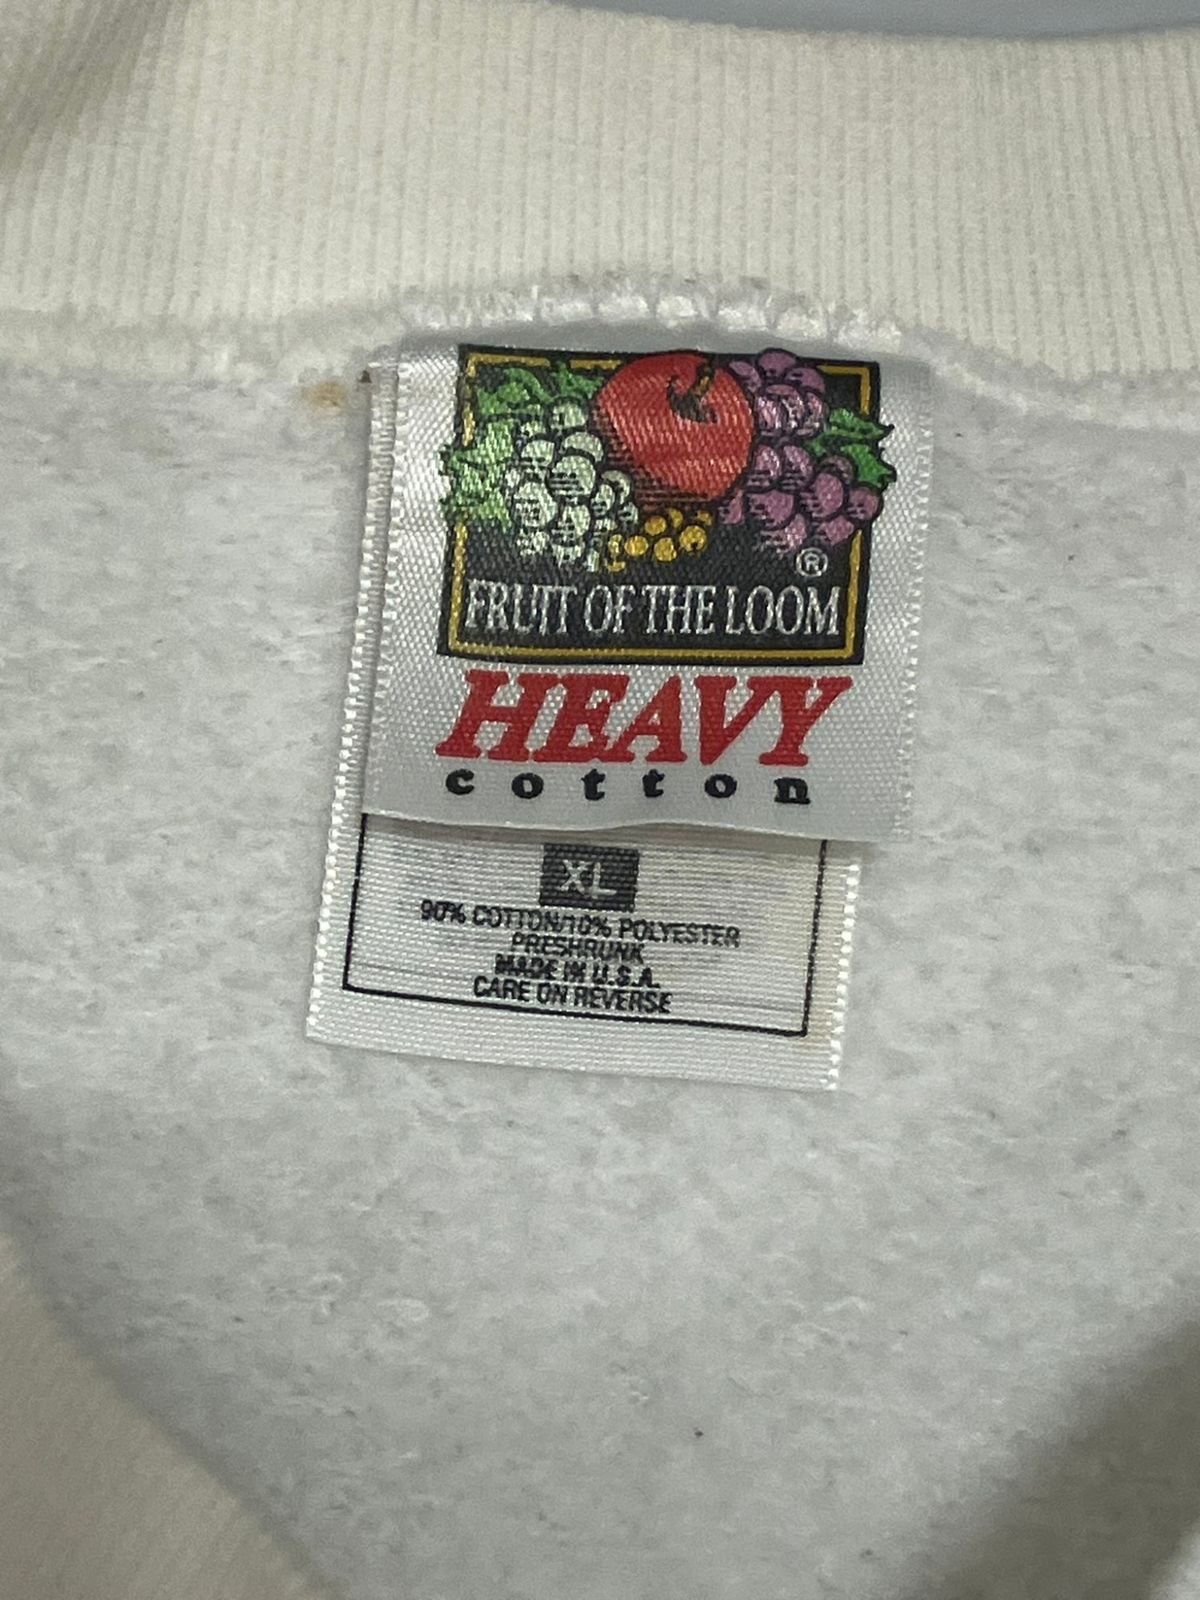 ®
FRUIT OF THE LOOM
HEAVY
cotton
XL
90% COTTON/10% POLYESTER
PRESHRUNK
MADE IN U.S.A.
CARE ON REVERSE